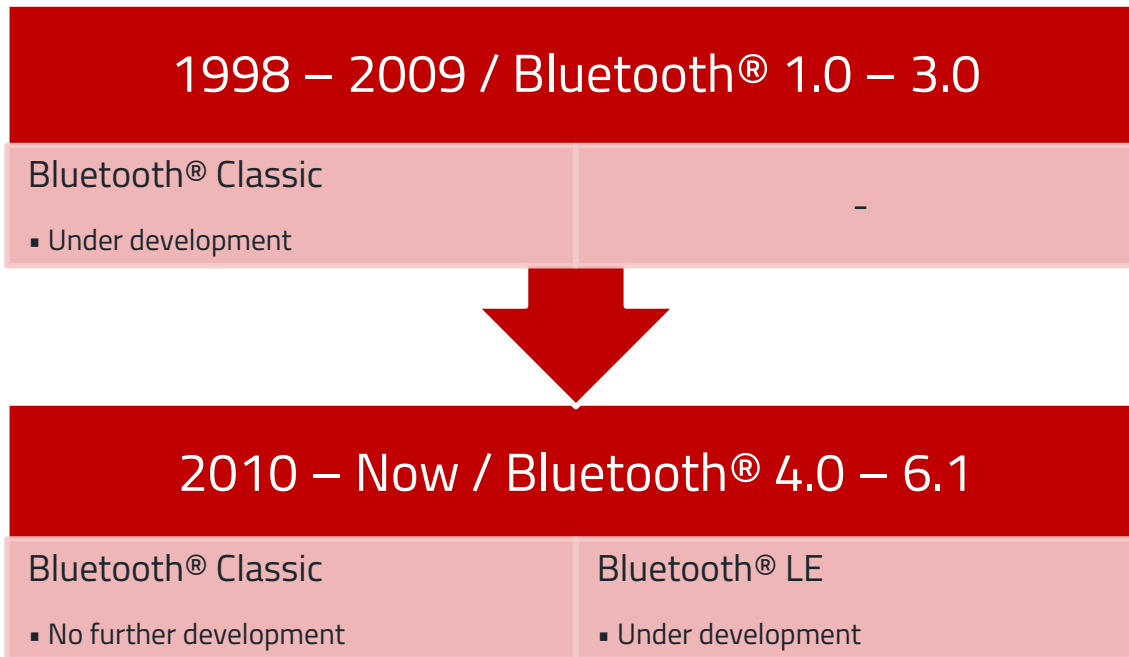 1998 – 2009 / Bluetooth® 1.0 – 3.0
Bluetooth® Classic
▪ Under development
-
2010 – Now / Bluetooth® 4.0 – 6.1
Bluetooth® Classic
▪ No further development
Bluetooth® LE
▪ Under development